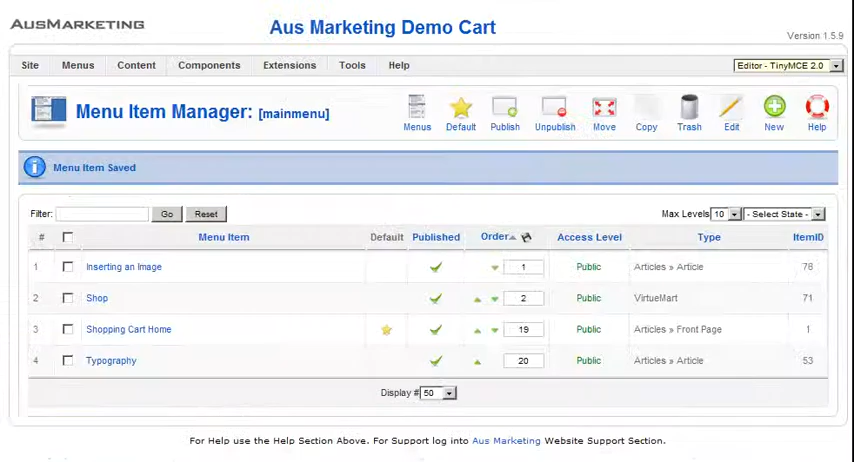 AUSMARKETING
Aus Marketing Demo Cart
Version 1.5.9
Site Menus Content Components Extensions Tools Help
Editor - TinyMCE 2.0
Menu Item Manager: [mainmenu]
Menus Default Publish Unpublish Move Copy Trash Edit New Help
Menu Item Saved
Filter: Go Reset Max Levels 10 - Select State -
# Menu Item Default Published Order Access Level Type ItemID
1 Inserting an Image 1 Public Articles » Article 78
2 Shop 2 Public VirtueMart 71
3 Shopping Cart Home 19 Public Articles » Front Page 1
4 Typography 20 Public Articles » Article 53
Display # 50
For Help use the Help Section Above. For Support log into Aus Marketing Website Support Section.